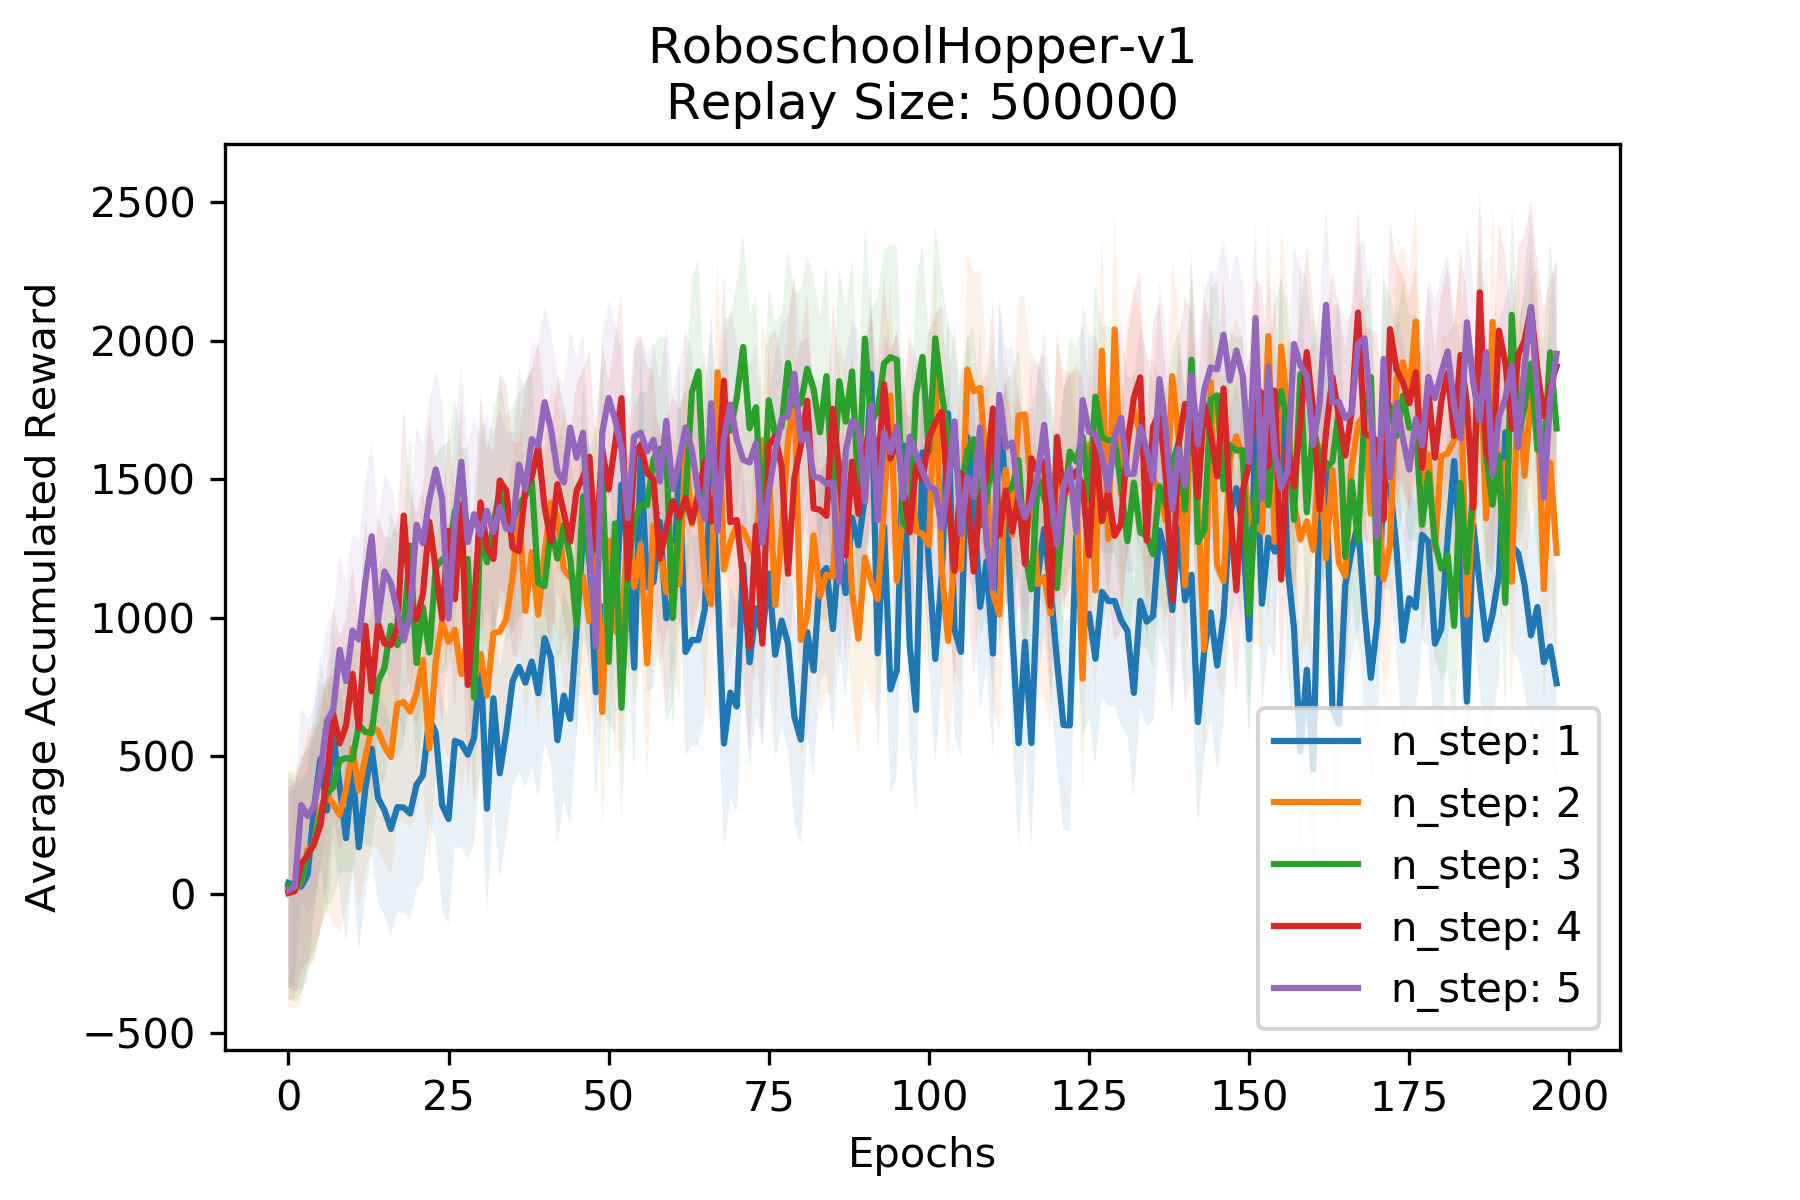 RoboschoolHopper-v1
Replay Size: 500000
Average Accumulated Reward
2500
2000
1500
1000
500
0
−500
0 25 50 75 100 125 150 175 200
Epochs
n_step: 1
n_step: 2
n_step: 3
n_step: 4
n_step: 5